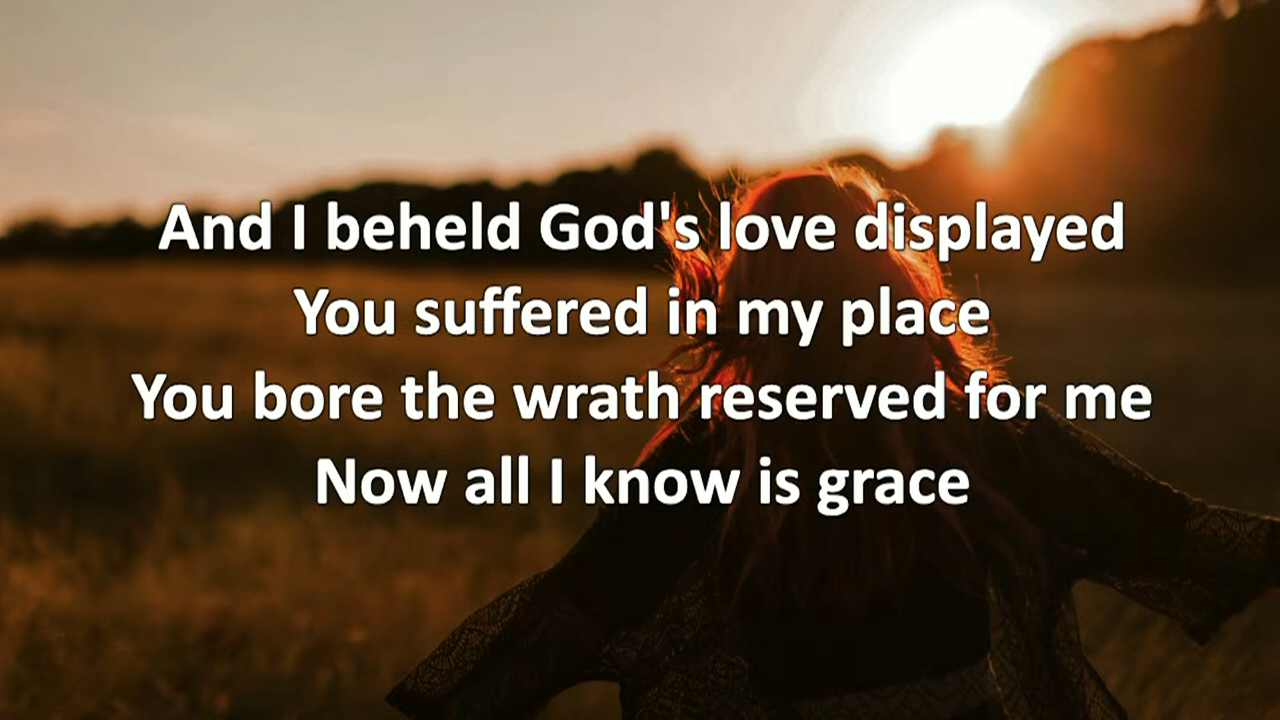 And I beheld God's love displayed
You suffered in my place
You bore the wrath reserved for me
Now all I know is grace